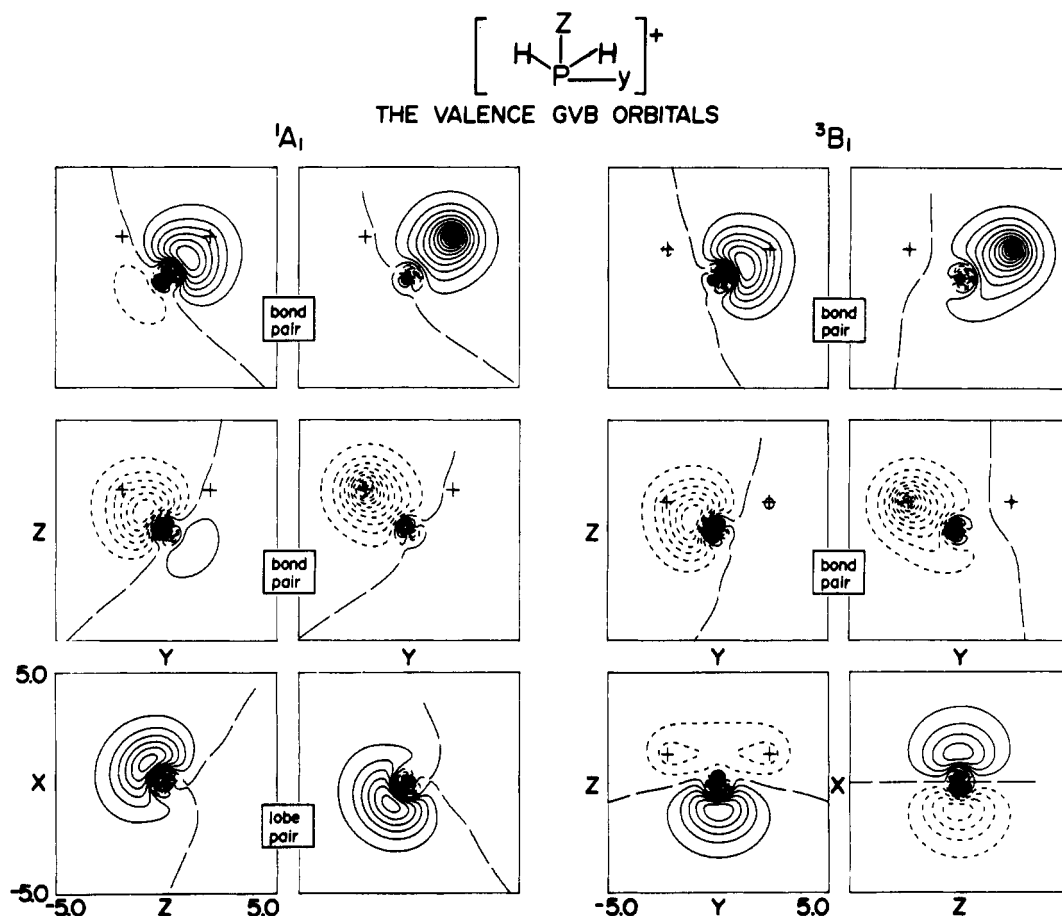 Z
[ H P H y ]+
THE VALENCE GVB ORBITALS
¹A₁ ³B₁
bond pair bond pair
Z bond pair Z bond pair
Y Y Y Y
5.0
X lobe pair Z X
-5.0
-5.0 Z 5.0 Z -5.0 Y 5.0 Z